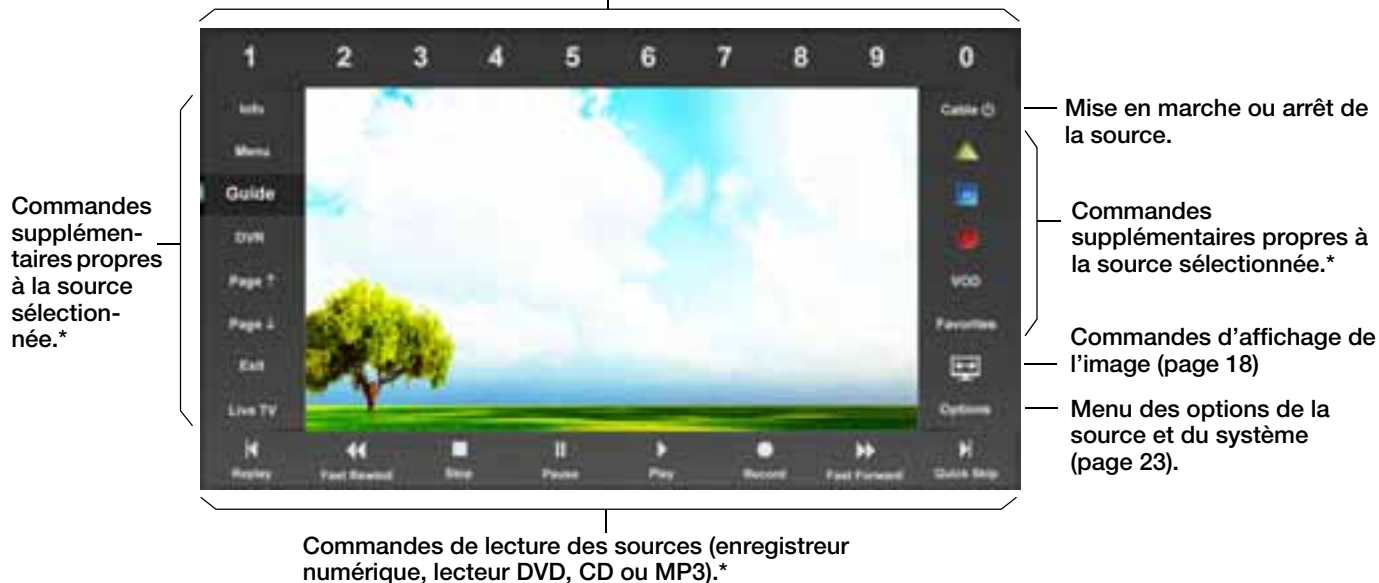 1 2 3 4 5 6 7 8 9 0
Info
Menu
Guide
DVR
Page ↑
Page ↓
Exit
Live TV
Cable
VOD
Favorites
Options
Replay Fast Rewind Stop Pause Play Record Fast Forward Quick Skip
Commandes
supplémen-
taires propres
à la source
sélection-
née.*
Mise en marche ou arrêt de
la source.
Commandes
supplémentaires propres à
la source sélectionnée.*
Commandes d’affichage de
l’image (page 18)
Menu des options de la
source et du système
(page 23).
Commandes de lecture des sources (enregistreur
numérique, lecteur DVD, CD ou MP3).*